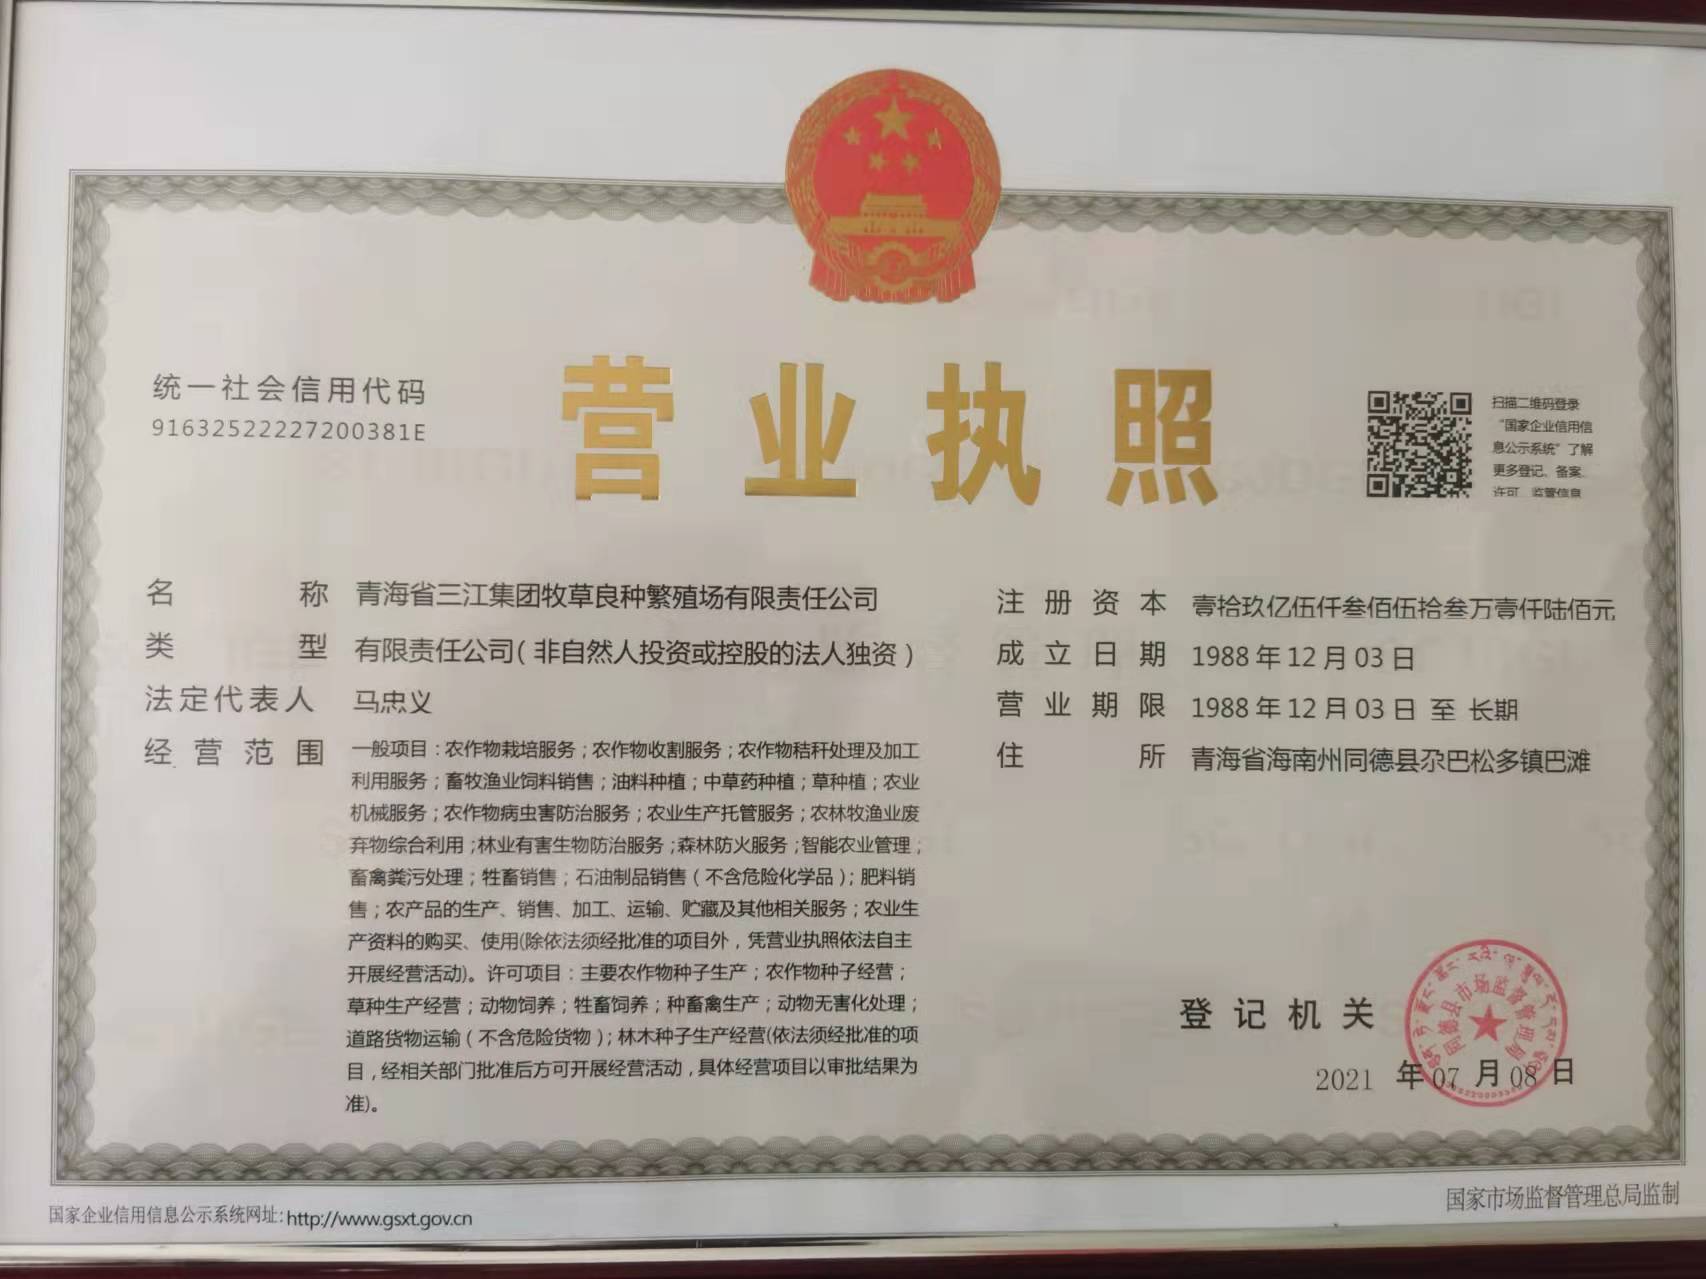 营业执照
统一社会信用代码
91632522227200381E
扫描二维码登录
“国家企业信用信
息公示系统”了解
更多登记、备案、
许可、监管信息
名称 青海省三江集团牧草良种繁殖场有限责任公司
类型 有限责任公司(非自然人投资或控股的法人独资)
法定代表人 马忠义
经营范围 一般项目:农作物栽培服务;农作物收割服务;农作物秸秆处理及加工
利用服务;畜牧渔业饲料销售;油料种植;中草药种植;草种植;农业
机械服务;农作物病虫害防治服务;农业生产托管服务;农林牧渔业废
弃物综合利用;林业有害生物防治服务;森林防火服务;智能农业管理;
畜禽粪污处理;牲畜销售;石油制品销售(不含危险化学品);肥料销
售;农产品的生产、销售、加工、运输、贮藏及其他相关服务;农业生
产资料的购买、使用(除依法须经批准的项目外,凭营业执照依法自主
开展经营活动)。许可项目:主要农作物种子生产;农作物种子经营;
草种生产经营;动物饲养;牲畜饲养;种畜禽生产;动物无害化处理;
道路货物运输(不含危险货物);林木种子生产经营(依法须经批准的项
目,经相关部门批准后方可开展经营活动,具体经营项目以审批结果为
准)。
注册资本 壹拾玖亿伍仟叁佰伍拾叁万壹仟陆佰元
成立日期 1988年12月03日
营业期限 1988年12月03日 至 长期
住所 青海省海南州同德县尕巴松多镇巴滩
登记机关
同德县市场监督管理局
2021 年 07 月 08 日
国家企业信用信息公示系统网址:http://www.gsxt.gov.cn
国家市场监督管理总局监制